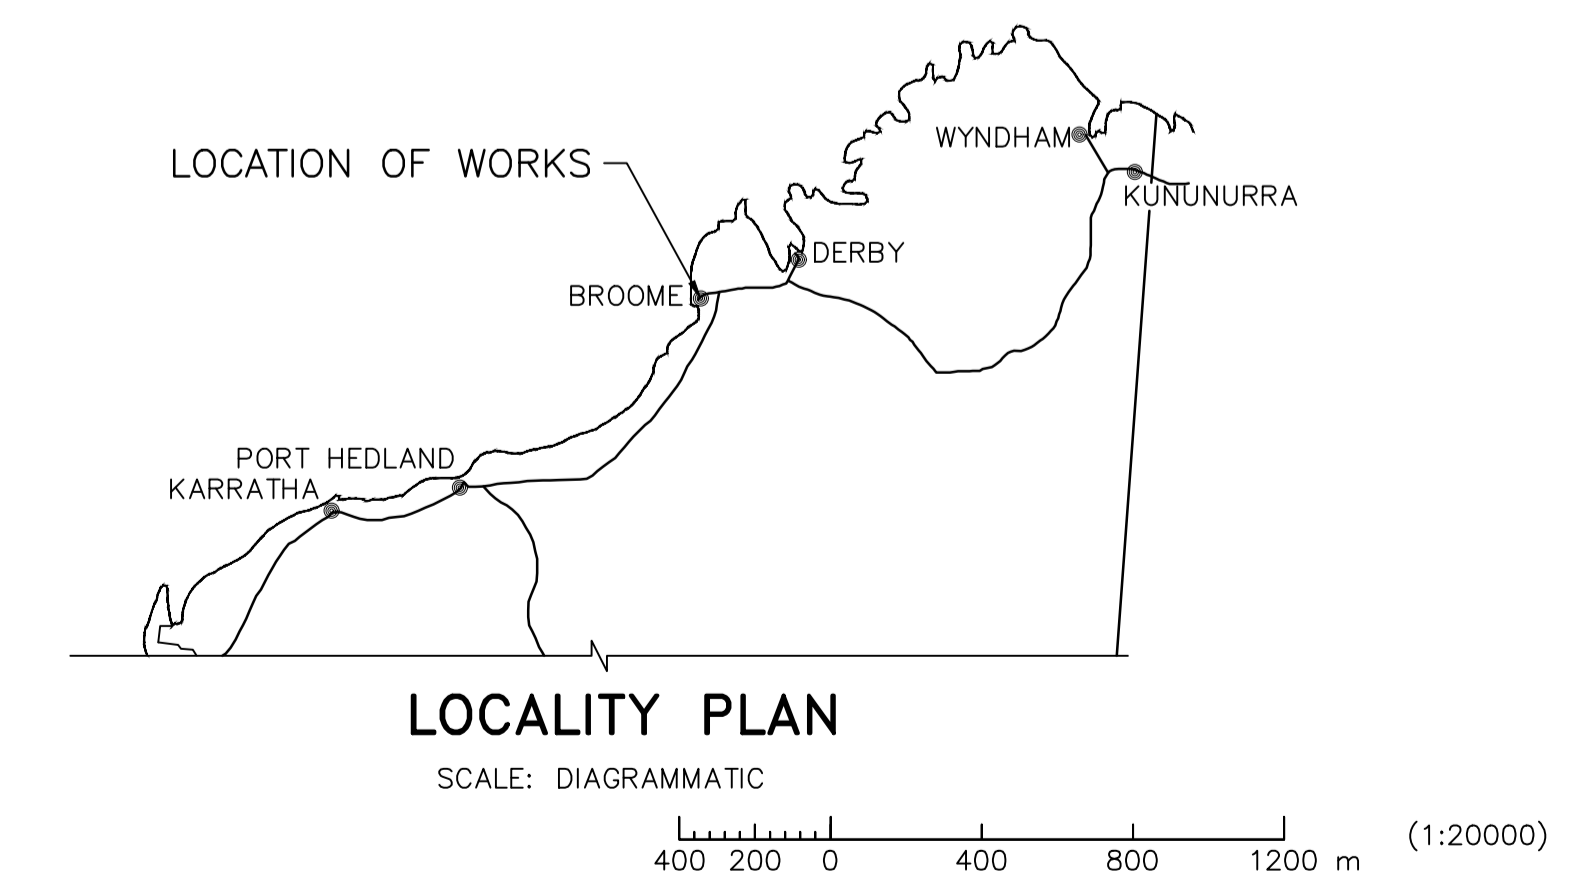 WYNDHAM
LOCATION OF WORKS
KUNUNURRA
DERBY
BROOME
PORT HEDLAND
KARRATHA
LOCALITY PLAN
SCALE: DIAGRAMMATIC
(1:20000)
400 200 0 400 800 1200 m